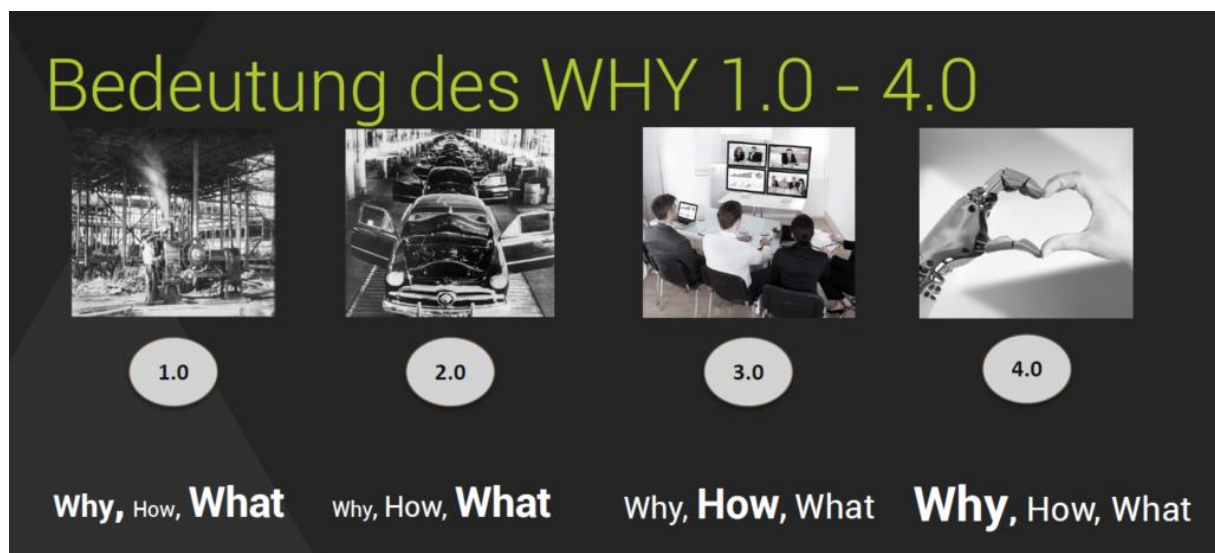 Bedeutung des WHY 1.0 - 4.0
1.0
2.0
3.0
4.0
Why, How, What
Why, How, What
Why, How, What
Why, How, What